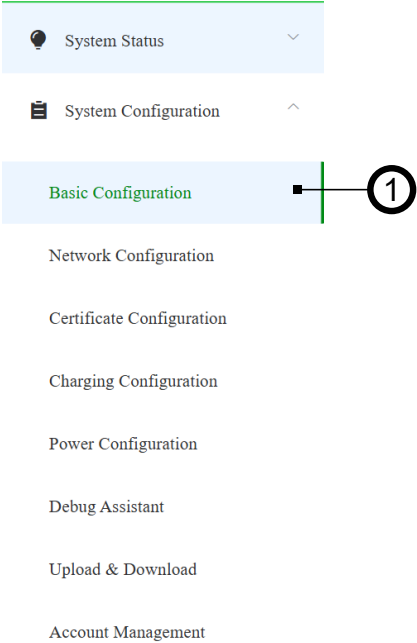 System Status
System Configuration
Basic Configuration
1
Network Configuration
Certificate Configuration
Charging Configuration
Power Configuration
Debug Assistant
Upload & Download
Account Management